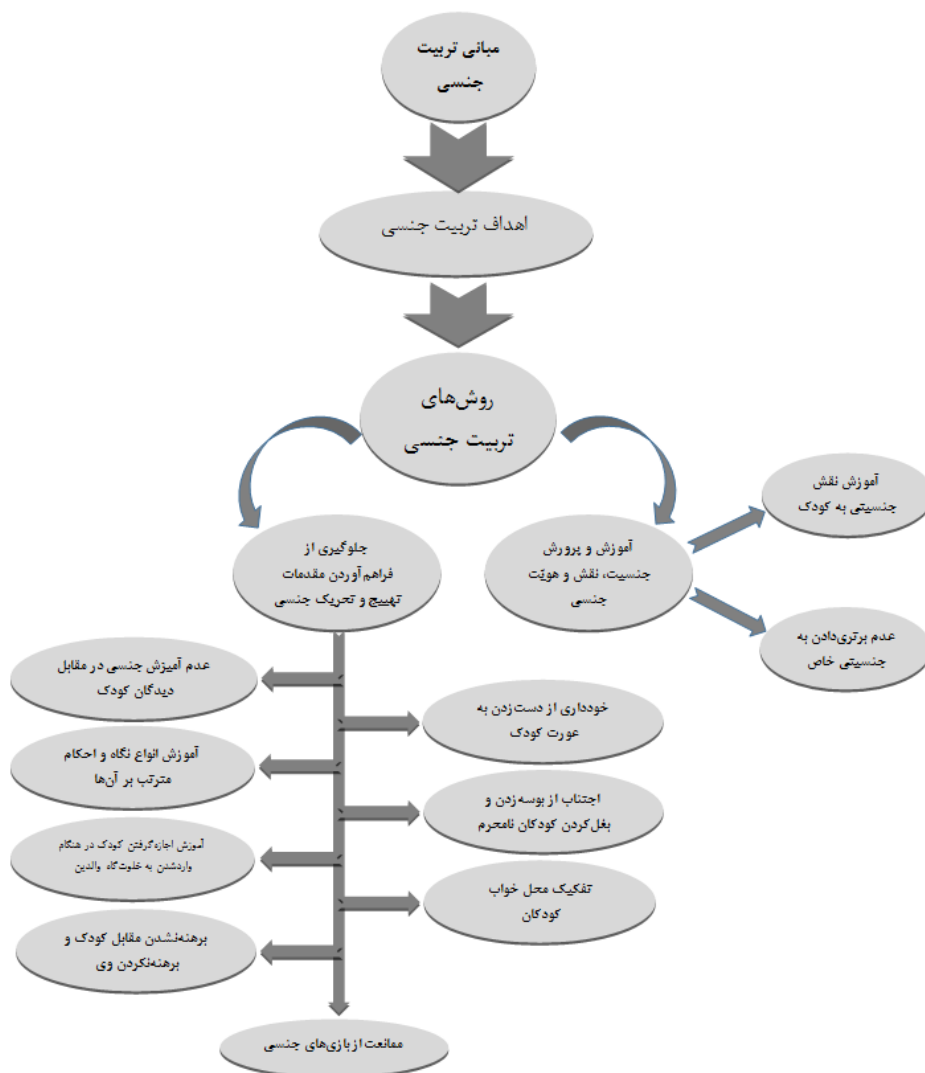 مبانی تربیت
جنسی
اهداف تربیت جنسی
روش‌های
تربیت جنسی
آموزش نقش
جنسیتی به کودک
آموزش و پرورش
جنسیت، نقش و هویّت
جنسی
عدم برتری‌دادن به
جنسیتی خاص
جلوگیری از
فراهم‌آوردن مقدمات
تهییج و تحریک جنسی
عدم آمیزش جنسی در مقابل
دیدگان کودک
خودداری از دست‌زدن به
عورت کودک
آموزش انواع نگاه و احکام
مترتب بر آن‌ها
اجتناب از بوسه‌زدن و
بغل‌کردن کودکان نامحرم
آموزش اجازه‌گرفتن کودک در هنگام
واردشدن به خلوت‌گاه والدین
تفکیک محل خواب
کودکان
برهنه‌نشدن مقابل کودک و
برهنه‌نکردن وی
ممانعت از بازی‌های جنسی